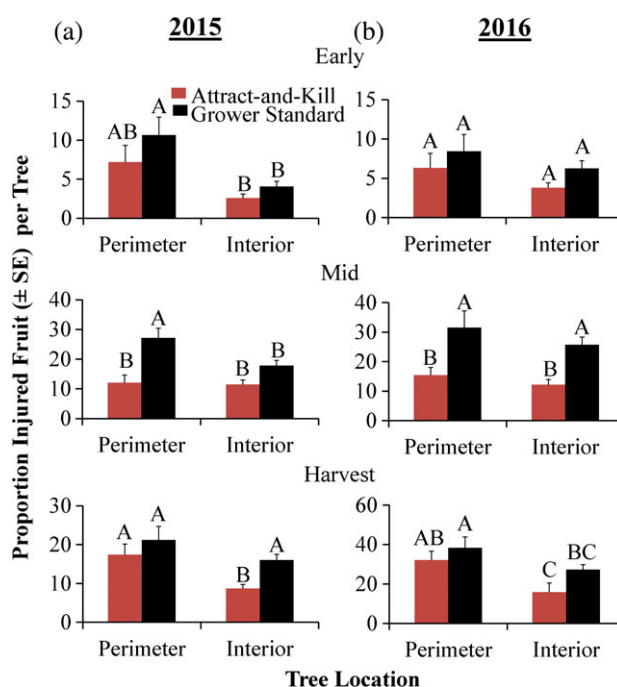 (a) 2015 (b) 2016
Early
Attract-and-Kill
Grower Standard
Proportion Injured Fruit (± SE) per Tree
15
10
5
0
AB A B B
Perimeter Interior
15
10
5
0
A A A A
Perimeter Interior
Mid
40
30
20
10
0
B A B B
Perimeter Interior
40
30
20
10
0
B A B A
Perimeter Interior
Harvest
30
20
10
0
A A B A
Perimeter Interior
60
40
20
0
AB A C BC
Perimeter Interior
Tree Location